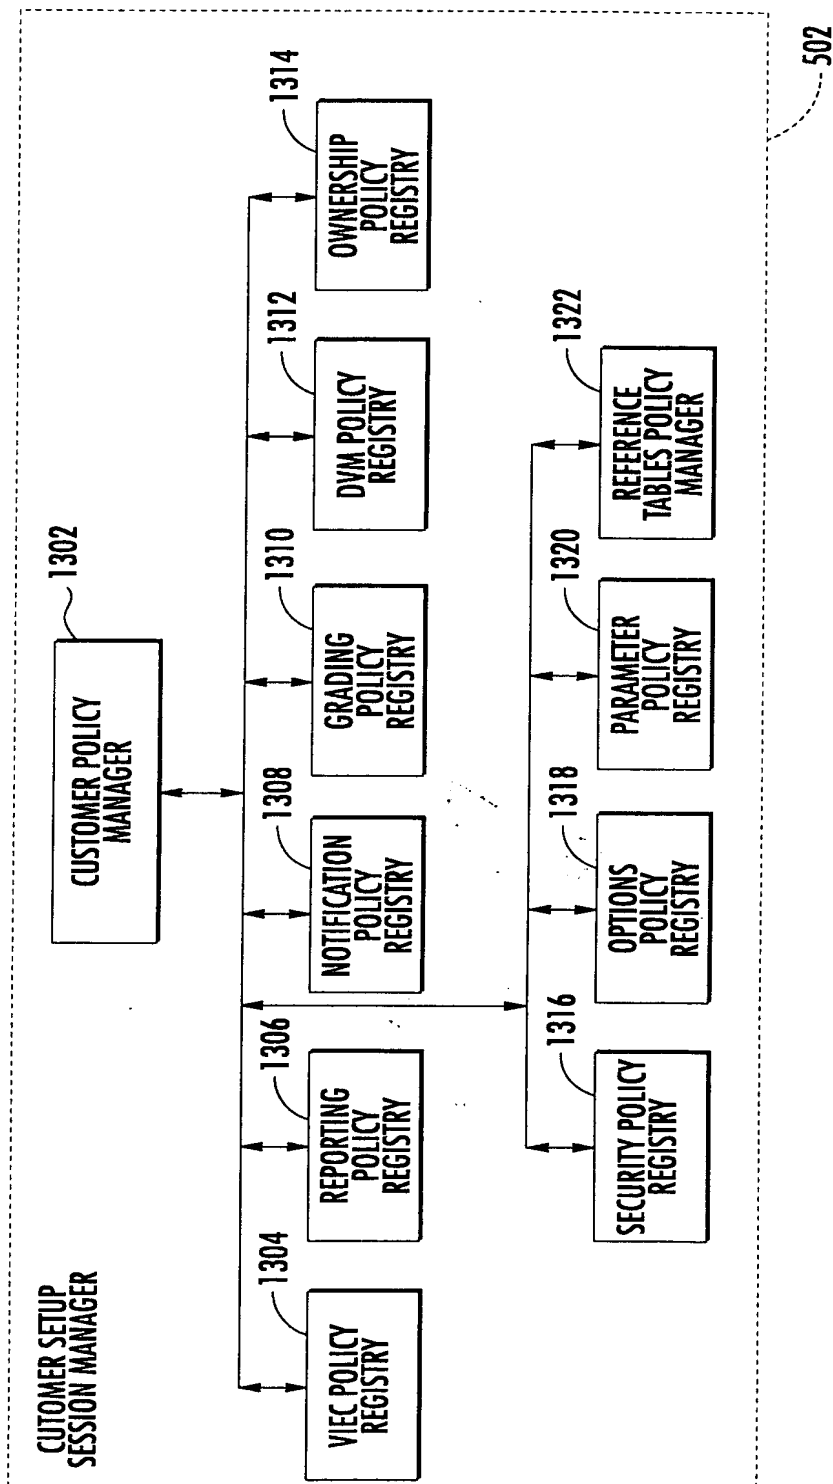 CUTOMER SETUP
SESSION MANAGER
1302
CUSTOMER POLICY
MANAGER
1304
VIEC POLICY
REGISTRY
1306
REPORTING
POLICY
REGISTRY
1308
NOTIFICATION
POLICY
REGISTRY
1310
GRADING
POLICY
REGISTRY
1312
DVM POLICY
REGISTRY
1314
OWNERSHIP
POLICY
REGISTRY
1316
SECURITY POLICY
REGISTRY
1318
OPTIONS
POLICY
REGISTRY
1320
PARAMETER
POLICY
REGISTRY
1322
REFERENCE
TABLES POLICY
MANAGER
502